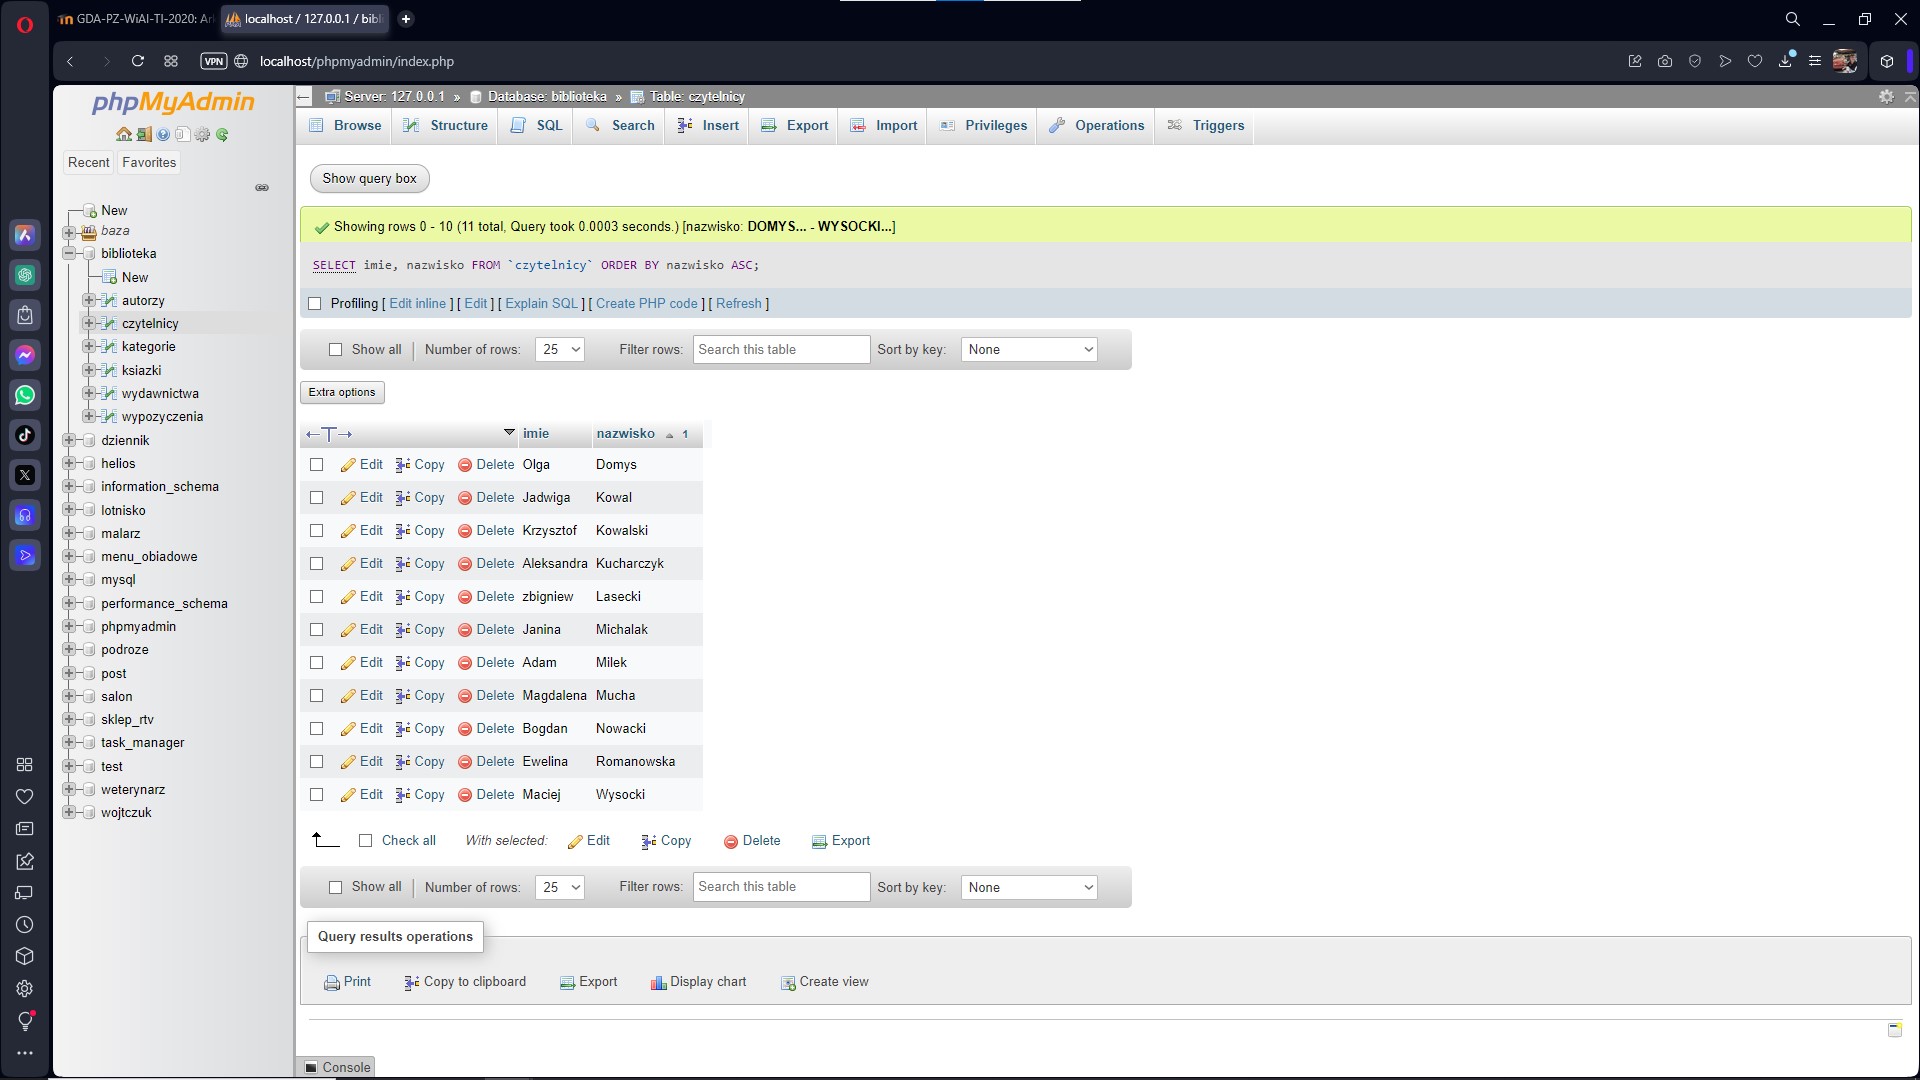 GDA-PZ-WiAI-TI-2020: Ark
localhost / 127.0.0.1 / bibl
VPN
localhost/phpmyadmin/index.php
phpMyAdmin
Recent
Favorites
New
baza
biblioteka
New
autorzy
czytelnicy
kategorie
ksiazki
wydawnictwa
wypozyczenia
dziennik
helios
information_schema
lotnisko
malarz
menu_obiadowe
mysql
performance_schema
phpmyadmin
podroze
post
salon
sklep_rtv
task_manager
test
weterynarz
wojtczuk
Server: 127.0.0.1 » Database: biblioteka » Table: czytelnicy
Browse Structure SQL Search Insert Export Import Privileges Operations Triggers
Show query box
Showing rows 0 - 10 (11 total, Query took 0.0003 seconds.) [nazwisko: DOMYS... - WYSOCKI...]
SELECT imie, nazwisko FROM `czytelnicy` ORDER BY nazwisko ASC;
Profiling [ Edit inline ] [ Edit ] [ Explain SQL ] [ Create PHP code ] [ Refresh ]
Show all Number of rows: 25 Filter rows: Search this table Sort by key: None
Extra options
←T→ imie nazwisko 1
Edit Copy Delete Olga Domys
Edit Copy Delete Jadwiga Kowal
Edit Copy Delete Krzysztof Kowalski
Edit Copy Delete Aleksandra Kucharczyk
Edit Copy Delete zbigniew Lasecki
Edit Copy Delete Janina Michalak
Edit Copy Delete Adam Milek
Edit Copy Delete Magdalena Mucha
Edit Copy Delete Bogdan Nowacki
Edit Copy Delete Ewelina Romanowska
Edit Copy Delete Maciej Wysocki
Check all With selected: Edit Copy Delete Export
Show all Number of rows: 25 Filter rows: Search this table Sort by key: None
Query results operations
Print Copy to clipboard Export Display chart Create view
Console